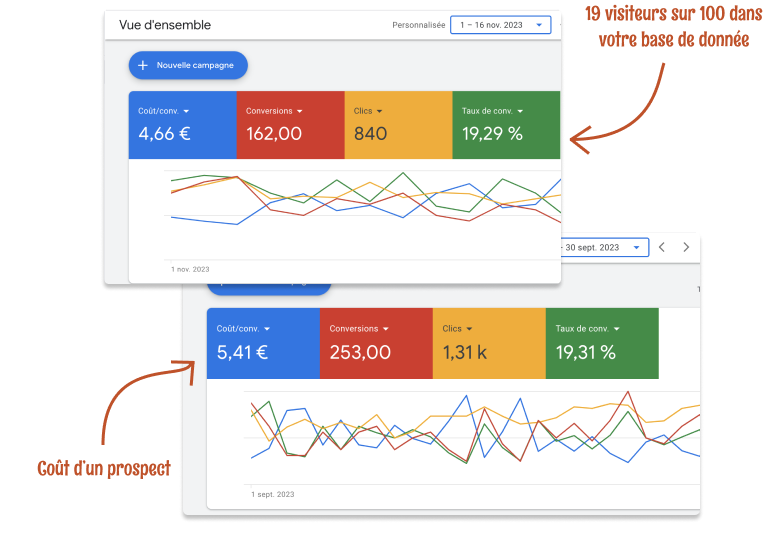 19 visiteurs sur 100 dans
votre base de donnée
Vue d'ensemble
Personnalisée
1 – 16 nov. 2023
Nouvelle campagne
Coût/conv.
Conversions
Clics
Taux de conv.
4,66 €
162,00
840
19,29 %
1 nov. 2023
30 sept. 2023
Coût/conv.
Conversions
Clics
Taux de conv.
5,41 €
253,00
1,31 k
19,31 %
Coût d'un prospect
1 sept. 2023